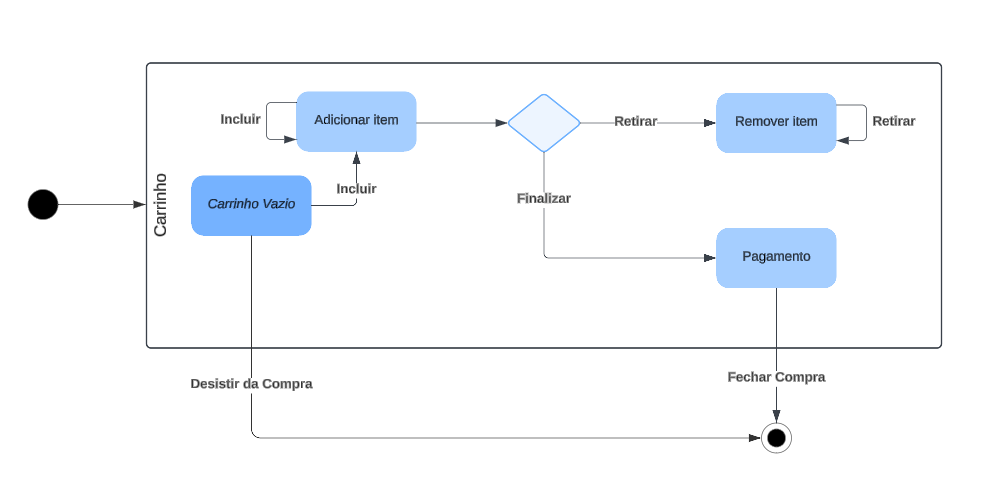 Incluir
Adicionar item
Retirar
Remover item
Retirar
Carrinho
Carrinho Vazio
Incluir
Finalizar
Pagamento
Desistir da Compra
Fechar Compra